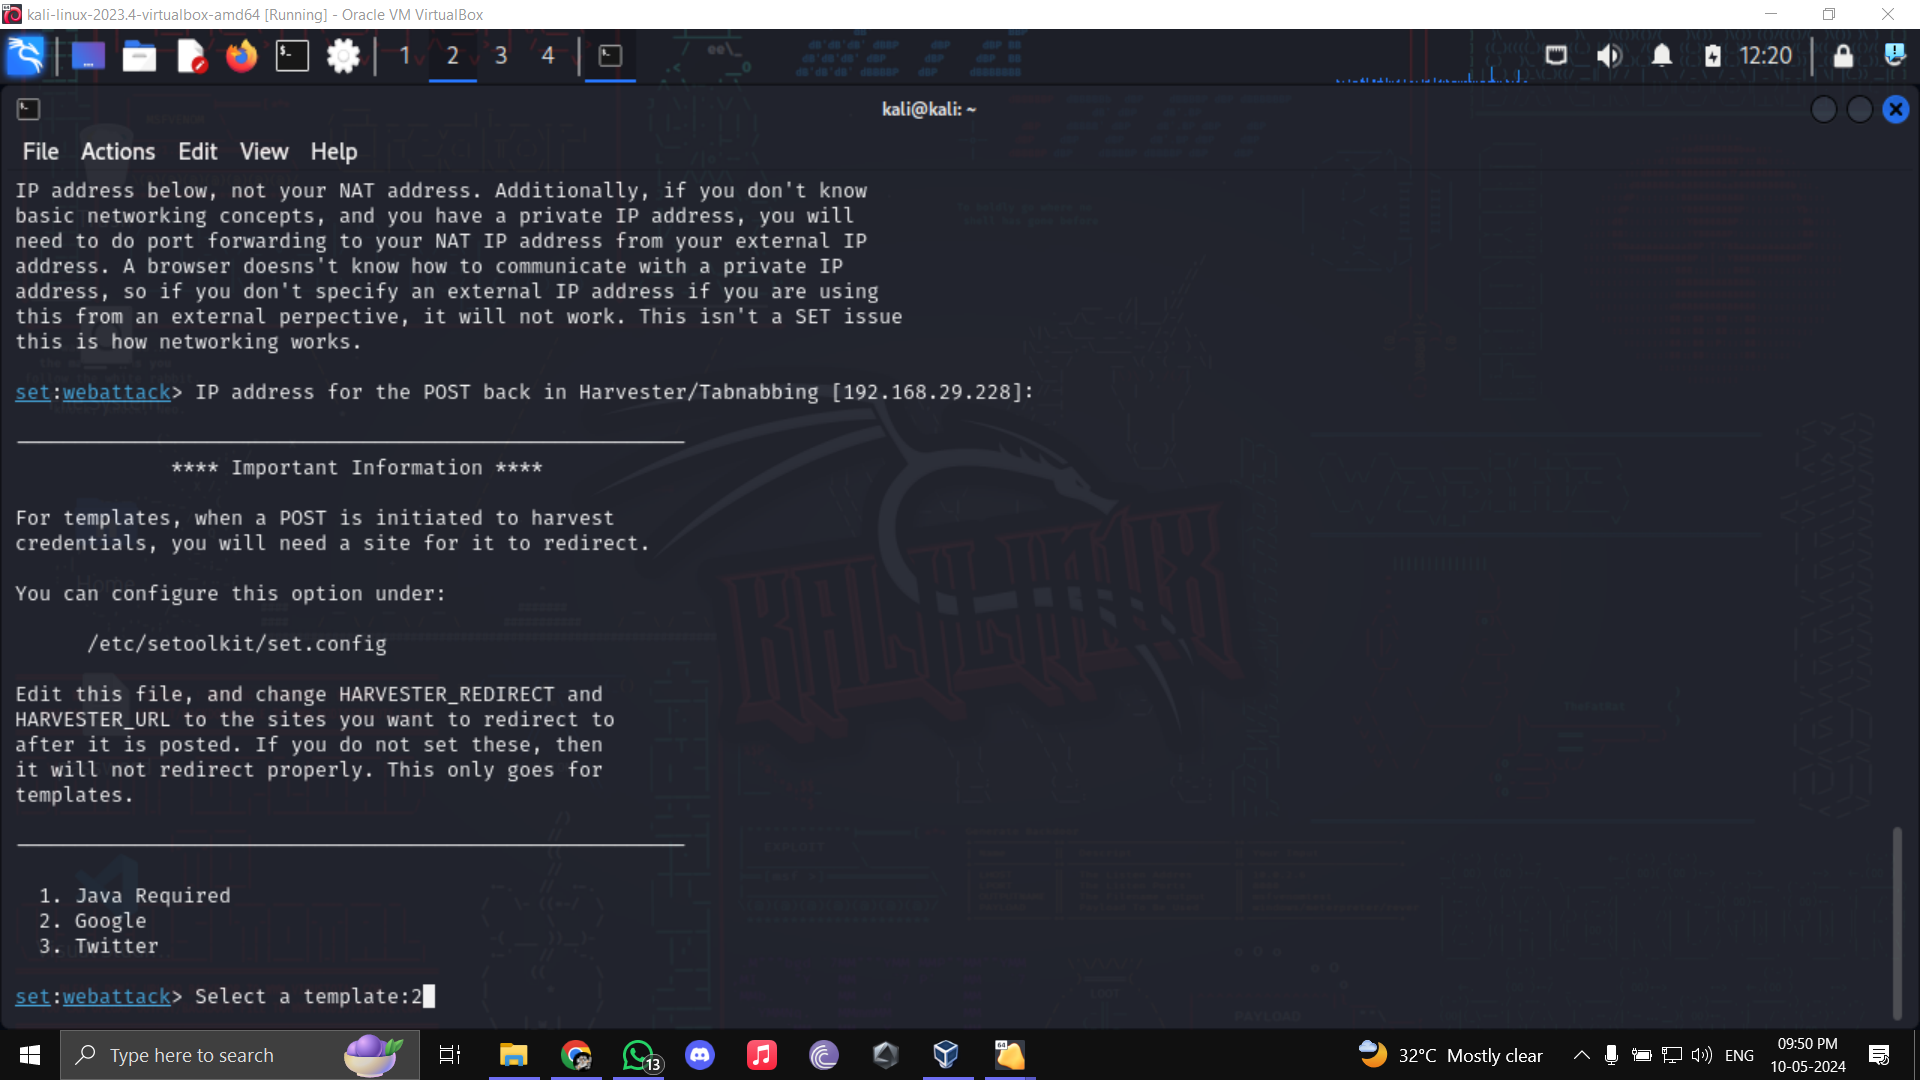 kali-linux-2023.4-virtualbox-amd64 [Running] - Oracle VM VirtualBox
1 2 3 4
12:20
kali@kali: ~
File Actions Edit View Help
IP address below, not your NAT address. Additionally, if you don't know
basic networking concepts, and you have a private IP address, you will
need to do port forwarding to your NAT IP address from your external IP
address. A browser doesns't know how to communicate with a private IP
address, so if you don't specify an external IP address if you are using
this from an external perpective, it will not work. This isn't a SET issue
this is how networking works.
set:webattack> IP address for the POST back in Harvester/Tabnabbing [192.168.29.228]:
**** Important Information ****
For templates, when a POST is initiated to harvest
credentials, you will need a site for it to redirect.
You can configure this option under:
/etc/setoolkit/set.config
Edit this file, and change HARVESTER_REDIRECT and
HARVESTER_URL to the sites you want to redirect to
after it is posted. If you do not set these, then
it will not redirect properly. This only goes for
templates.
1. Java Required
2. Google
3. Twitter
set:webattack> Select a template:2
KALI LINUX
Home
EXPLOIT
PAYLOAD
Type here to search
13
64
32°C Mostly clear
ENG
09:50 PM
10-05-2024